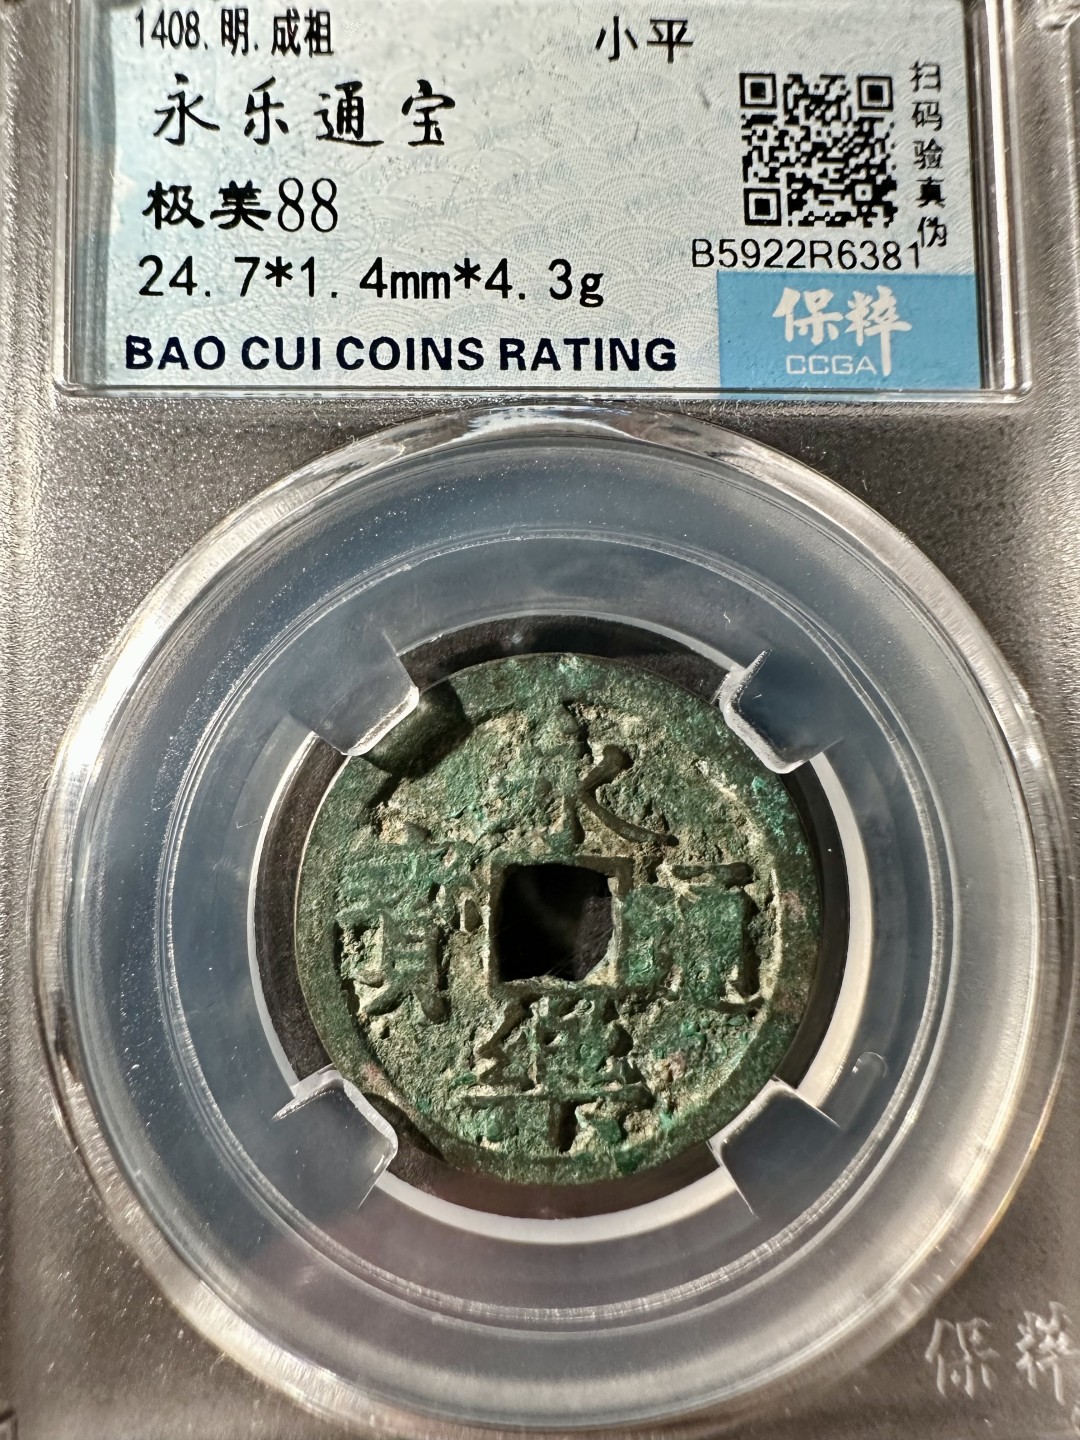 1408.明.成祖 小平
永乐通宝
极美88
24.7*1.4mm*4.3g
BAO CUI COINS RATING
扫码验真伪
B5922R6381
保粹
CCGA
永樂通寳
保粹